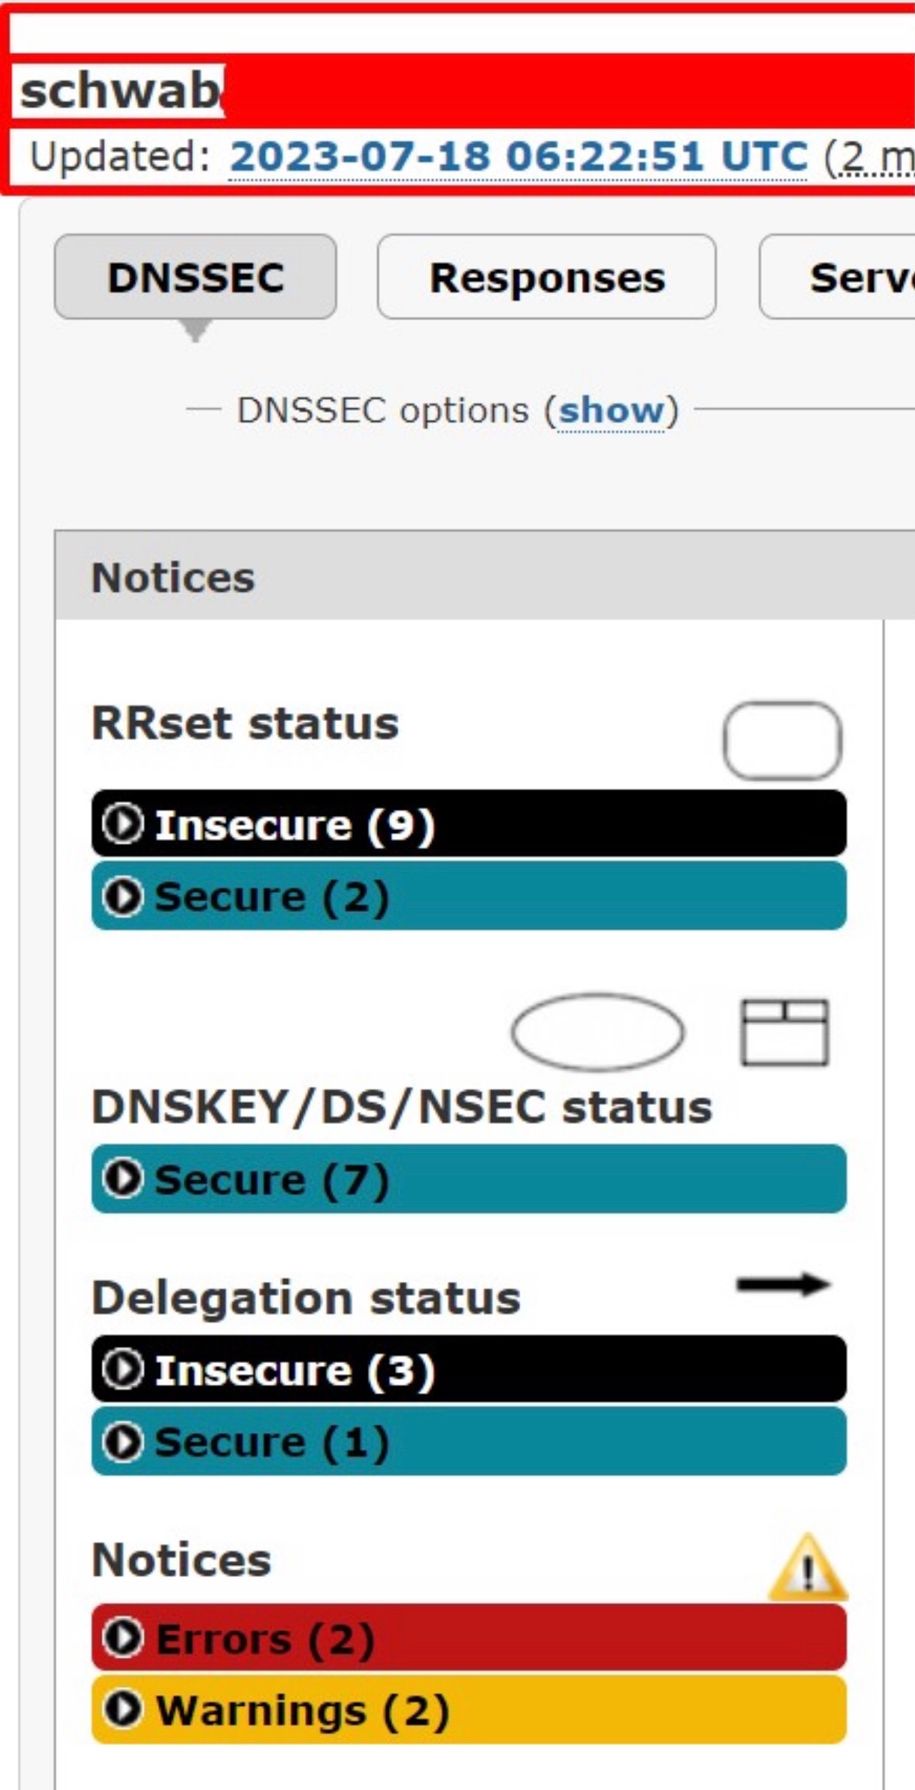 schwab
Updated: 2023-07-18 06:22:51 UTC (2 m
DNSSEC Responses Serv
DNSSEC options (show)
Notices
RRset status
Insecure (9)
Secure (2)
DNSKEY/DS/NSEC status
Secure (7)
Delegation status
Insecure (3)
Secure (1)
Notices
Errors (2)
Warnings (2)